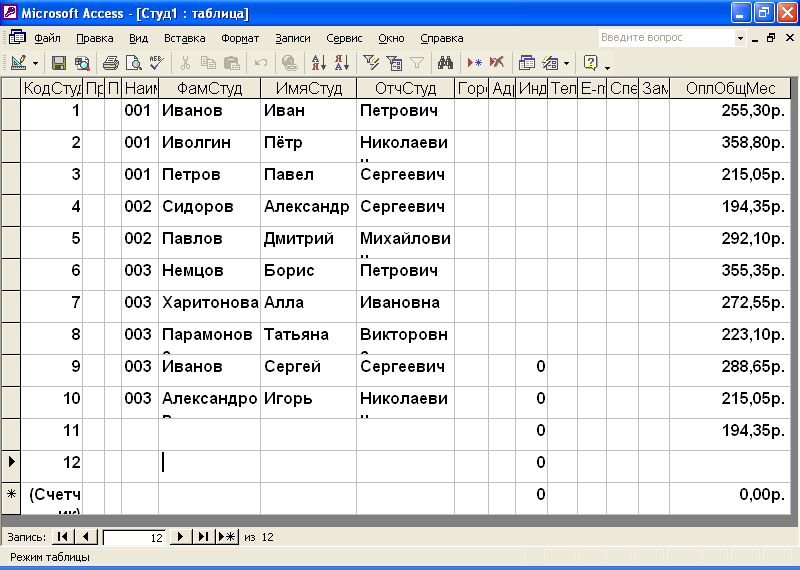 Microsoft Access - [Студ1 : таблица]
Файл Правка Вид Вставка Формат Записи Сервис Окно Справка Введите вопрос
КодСтуд Пр П Наим ФамСтуд ИмяСтуд ОтчСтуд Горо Адр Инд Тел E-m Спе Зам ОплОбщМес
1 001 Иванов Иван Петрович 255,30р.
2 001 Иволгин Пётр Николаеви 358,80р.
3 001 Петров Павел Сергеевич 215,05р.
4 002 Сидоров Александр Сергеевич 194,35р.
5 002 Павлов Дмитрий Михайлови 292,10р.
6 003 Немцов Борис Петрович 355,35р.
7 003 Харитонова Алла Ивановна 272,55р.
8 003 Парамонов Татьяна Викторовн 223,10р.
9 003 Иванов Сергей Сергеевич 0 288,65р.
10 003 Александро Игорь Николаеви 0 215,05р.
11 0 194,35р.
12 0
(Счетч 0 0,00р.
ик)
Запись: 12 из 12
Режим таблицы